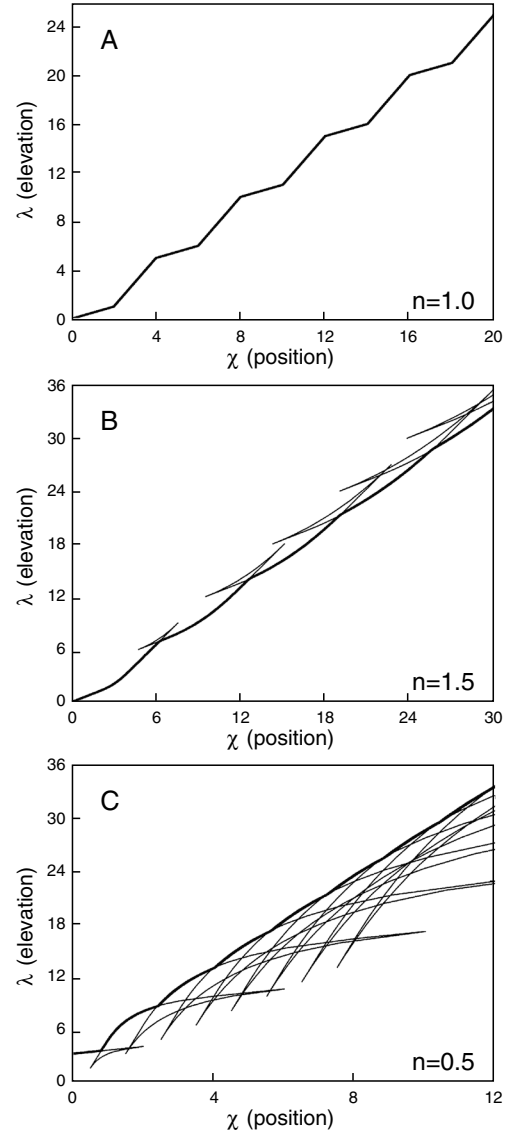 A
24
20
16
12
8
4
0
λ (elevation)
n=1.0
0 4 8 12 16 20
χ (position)
B
36
30
24
18
12
6
0
λ (elevation)
n=1.5
0 6 12 18 24 30
χ (position)
C
36
30
24
18
12
6
0
λ (elevation)
n=0.5
0 4 8 12
χ (position)